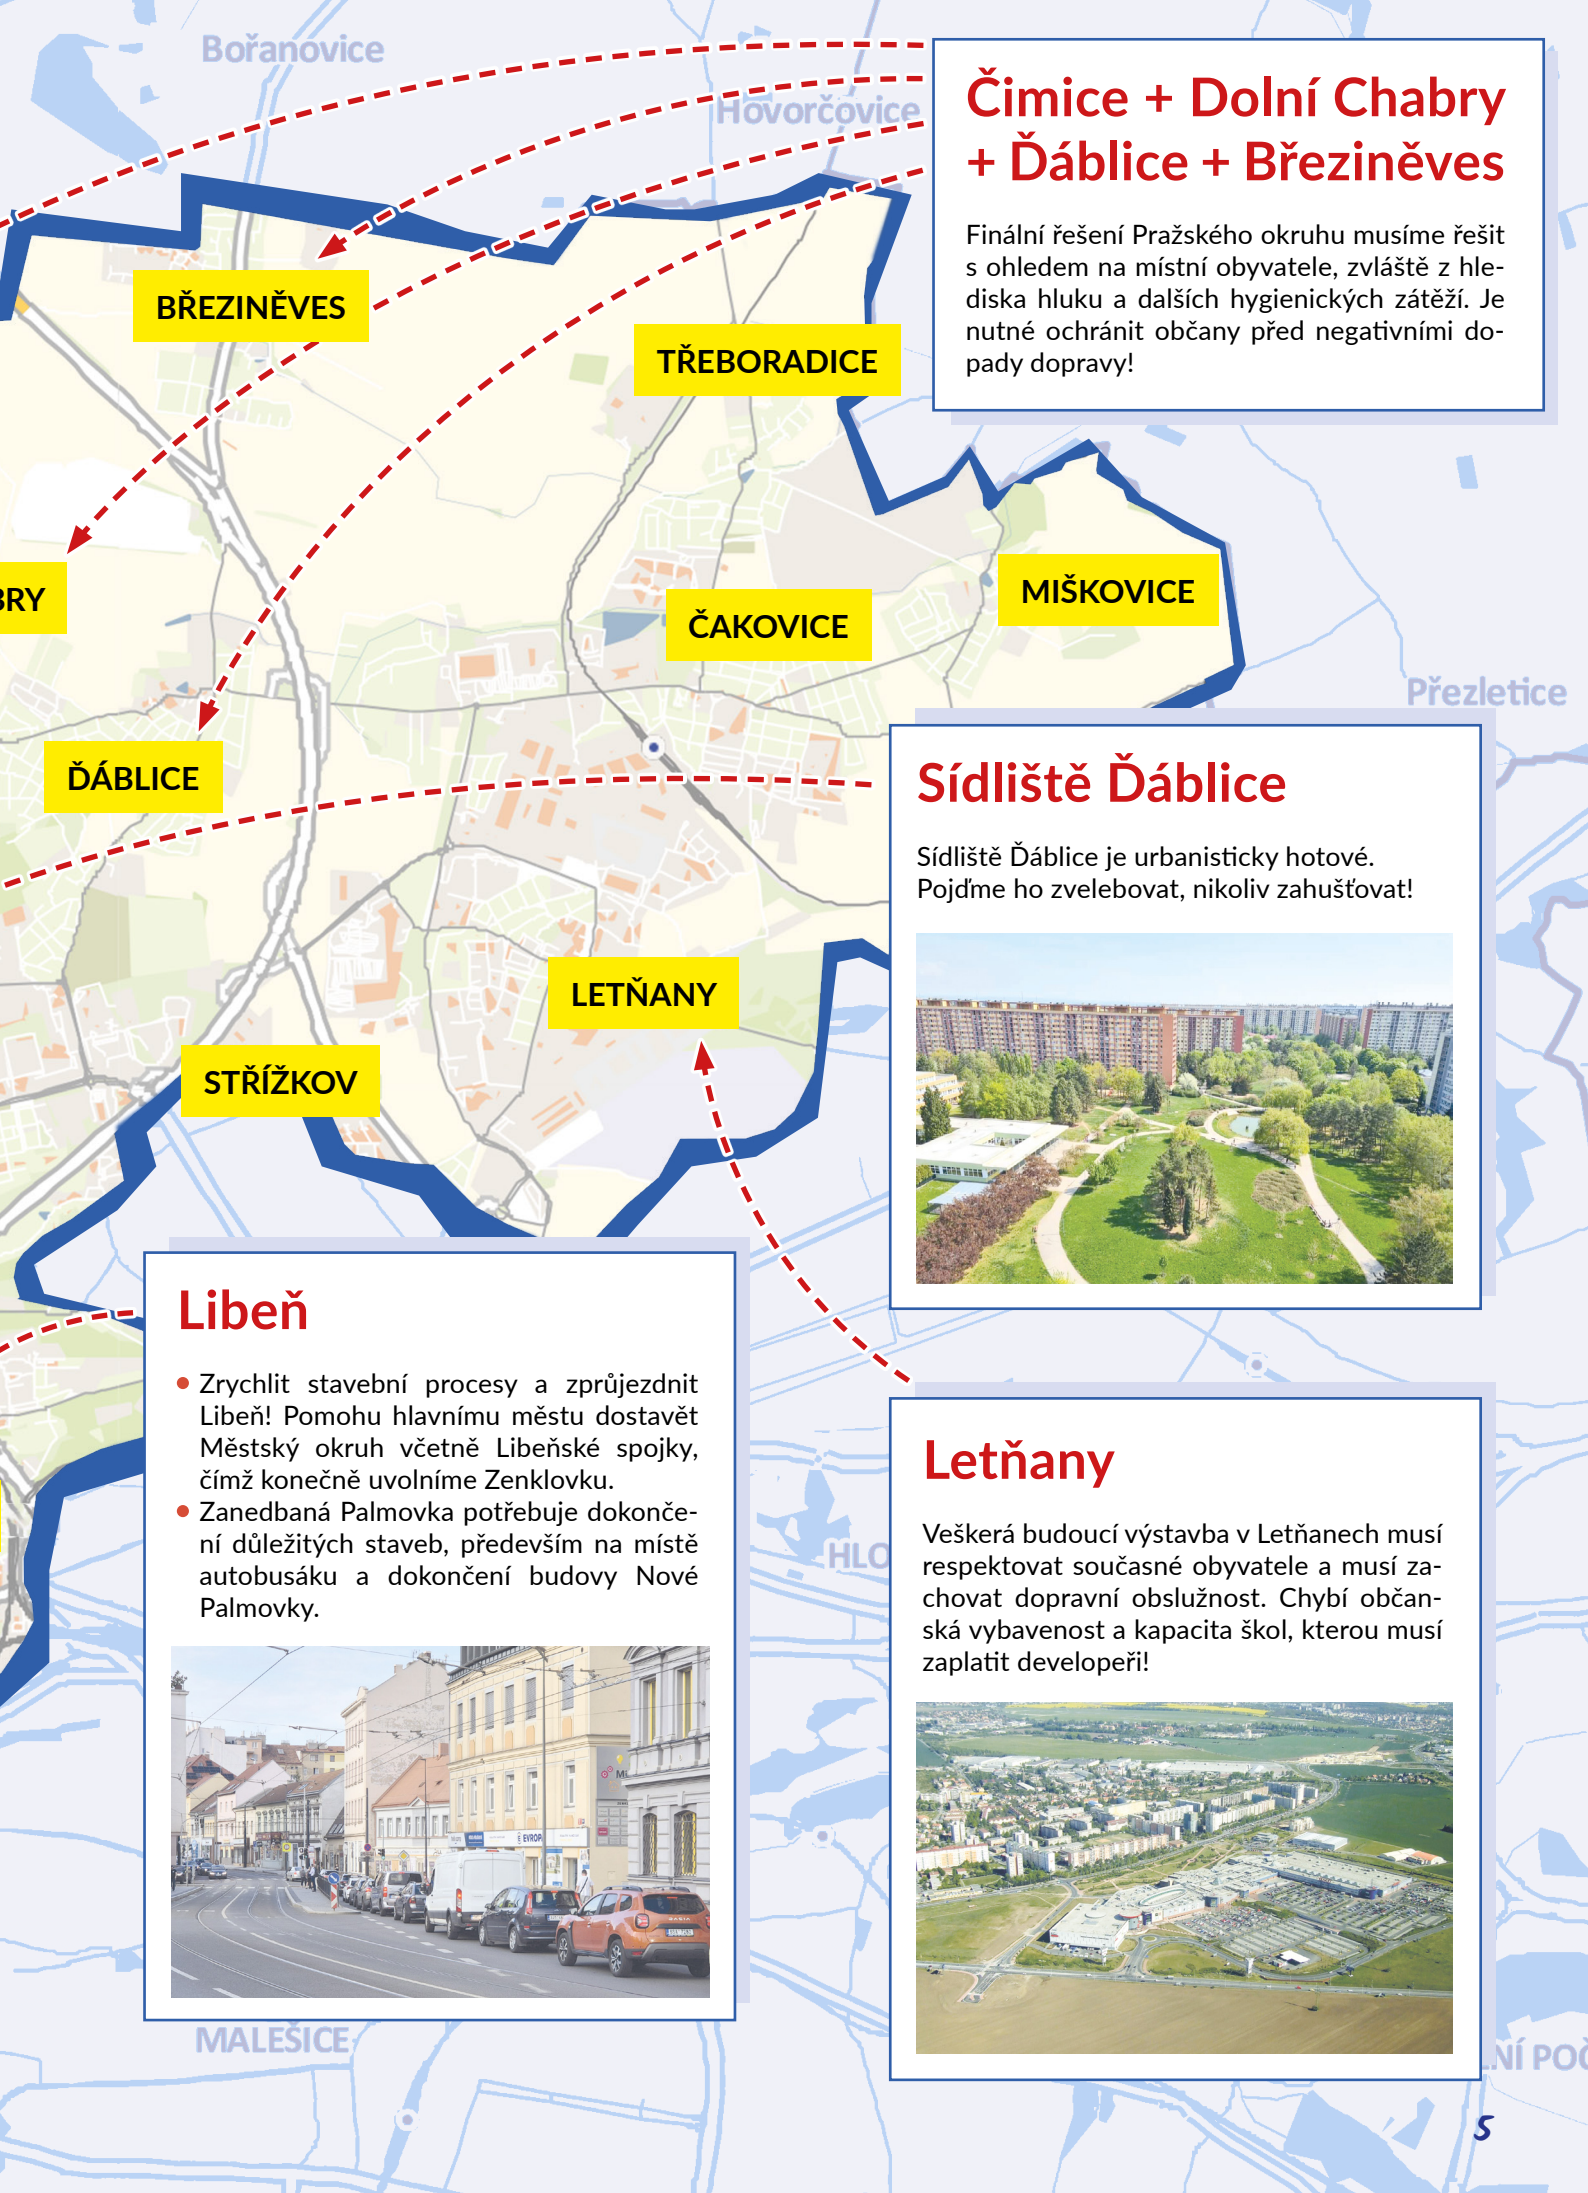 Bořanovice
Hovorčovice
Čimice + Dolní Chabry
+ Ďáblice + Březiněves
Finální řešení Pražského okruhu musíme řešit
s ohledem na místní obyvatele, zvláště z hle-
diska hluku a dalších hygienických zátěží. Je
nutné ochránit občany před negativními do-
pady dopravy!
BŘEZINĚVES
TŘEBORADICE
MIŠKOVICE
BRY
ČAKOVICE
Přezletice
ĎÁBLICE
Sídliště Ďáblice
Sídliště Ďáblice je urbanisticky hotové.
Pojďme ho zvelebovat, nikoliv zahušťovat!
LETŇANY
STŘÍŽKOV
Libeň
Zrychlit stavební procesy a zprůjezdnit
Libeň! Pomohu hlavnímu městu dostavět
Městský okruh včetně Libeňské spojky,
čímž konečně uvolníme Zenklovku.
Zanedbaná Palmovka potřebuje dokonče-
ní důležitých staveb, především na místě
autobusáku a dokončení budovy Nové
Palmovky.
Letňany
Veškerá budoucí výstavba v Letňanech musí
respektovat současné obyvatele a musí za-
chovat dopravní obslužnost. Chybí občan-
ská vybavenost a kapacita škol, kterou musí
zaplatit developeři!
HLO
EVROP
DACIA
MALEŠICE
NÍ POČ
5